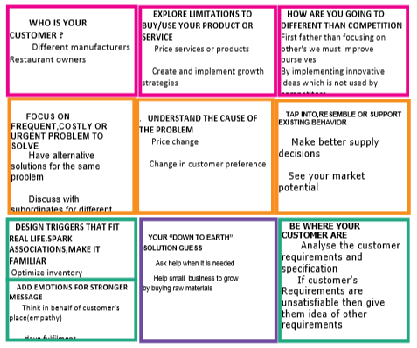 WHO IS YOUR
CUSTOMER ?
Different manufacturers
Restaurant owners
EXPLORE LIMITATIONS TO
BUY/USE YOUR PRODUCT OR
SERVICE
Price services or products
Create and implement growth
strategies
HOW ARE YOU GOING TO
DIFFERENT THAN COMPETITION
First father than focusing on
other's we must improve
ourselves
By implementing innovative
ideas which is not used by
FOCUS ON
FREQUENT,COSTLY OR
URGENT PROBLEM TO
SOLVE
Have alternative
solutions for the same
problem
Discuss with
subordinates for different
. UNDERSTAND THE CAUSE OF
THE PROBLEM
Price change
Change in customer preference
TAP INTO,RESEMBLE OR SUPPORT
EXISTING BEHAVIOR
Make better supply
decisions
See your market
potential
DESIGN TRIGGERS THAT FIT
REAL LIFE,SPARK
ASSOCIATIONS,MAKE IT
FAMILIAR
Optimise inventory
ADD EMOTIONS FOR STRONGER
MESSAGE
Think in behalf of customer's
place(empathy)
YOUR "DOWN TO EARTH"
SOLUTION GUESS
Ask help when it is needed
Help small business to grow
by buying raw materials
BE WHERE YOUR
CUSTOMER ARE
Analyse the customer
requirements and
specification
If customer's
Requirements are
unsatisfiable then give
them idea of other
requirements